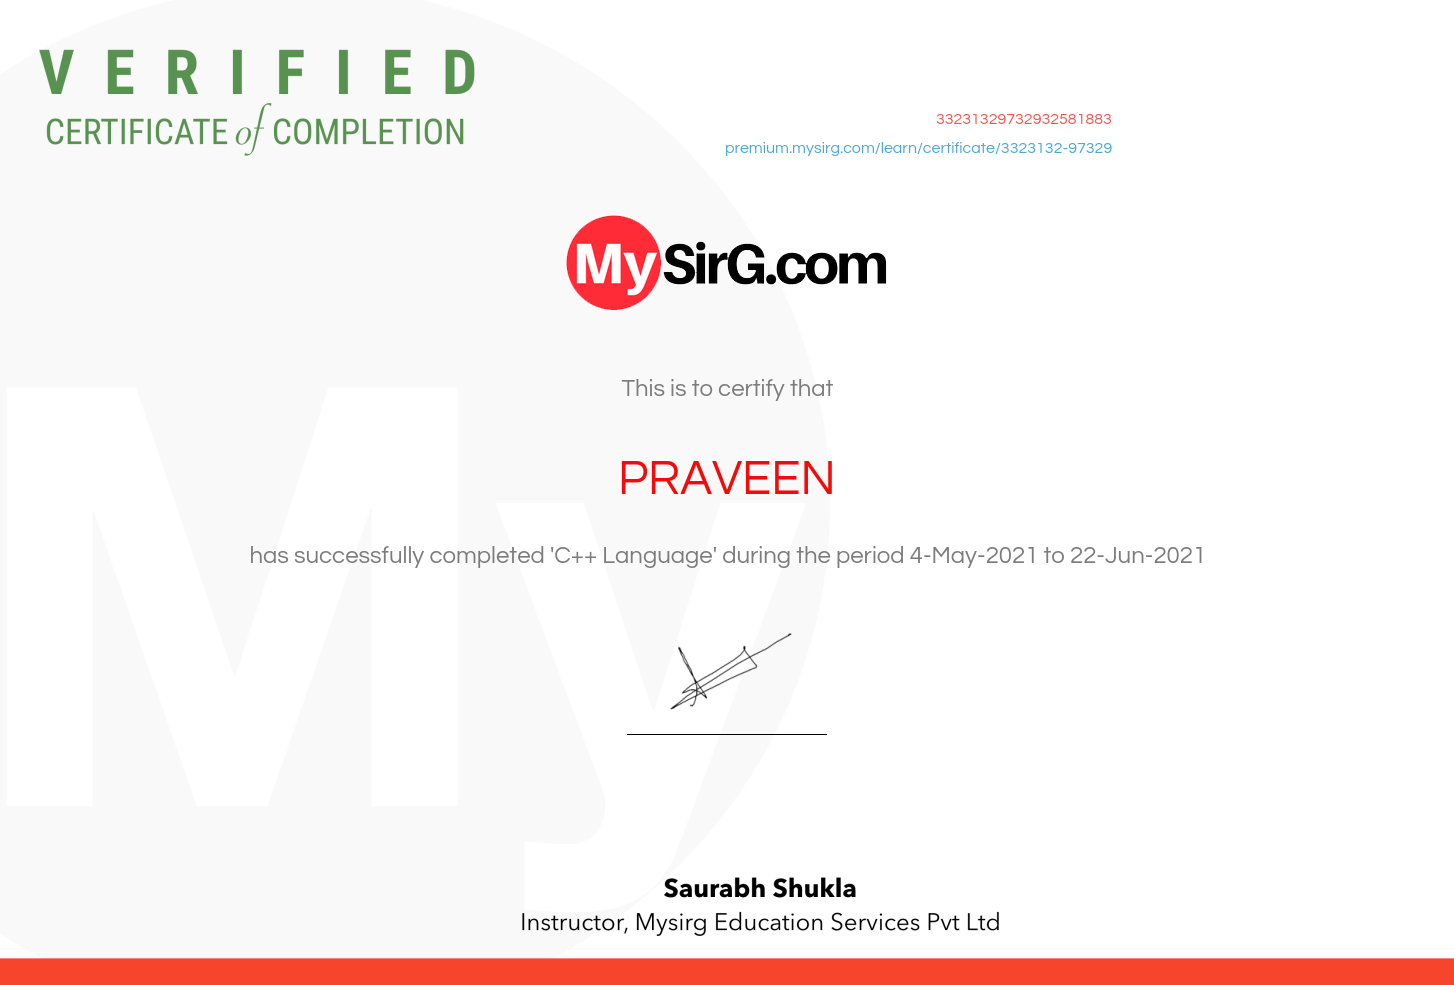 VERIFIED
CERTIFICATE of COMPLETION
33231329732932581883
premium.mysirg.com/learn/certificate/3323132-97329
MySirG.com
This is to certify that
PRAVEEN
has successfully completed 'C++ Language' during the period 4-May-2021 to 22-Jun-2021
Saurabh Shukla
Instructor, Mysirg Education Services Pvt Ltd
My